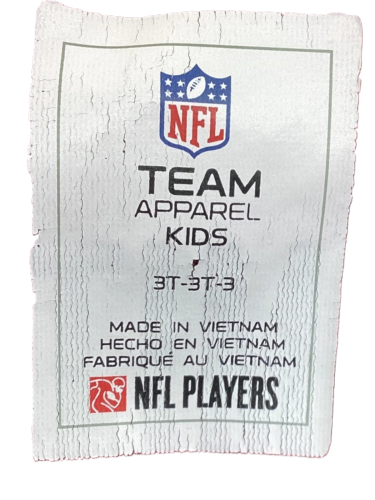 NFL
TEAM
APPAREL
KIDS
3T-3T-3
MADE IN VIETNAM
HECHO EN VIETNAM
FABRIQUÉ AU VIETNAM
NFL PLAYERS